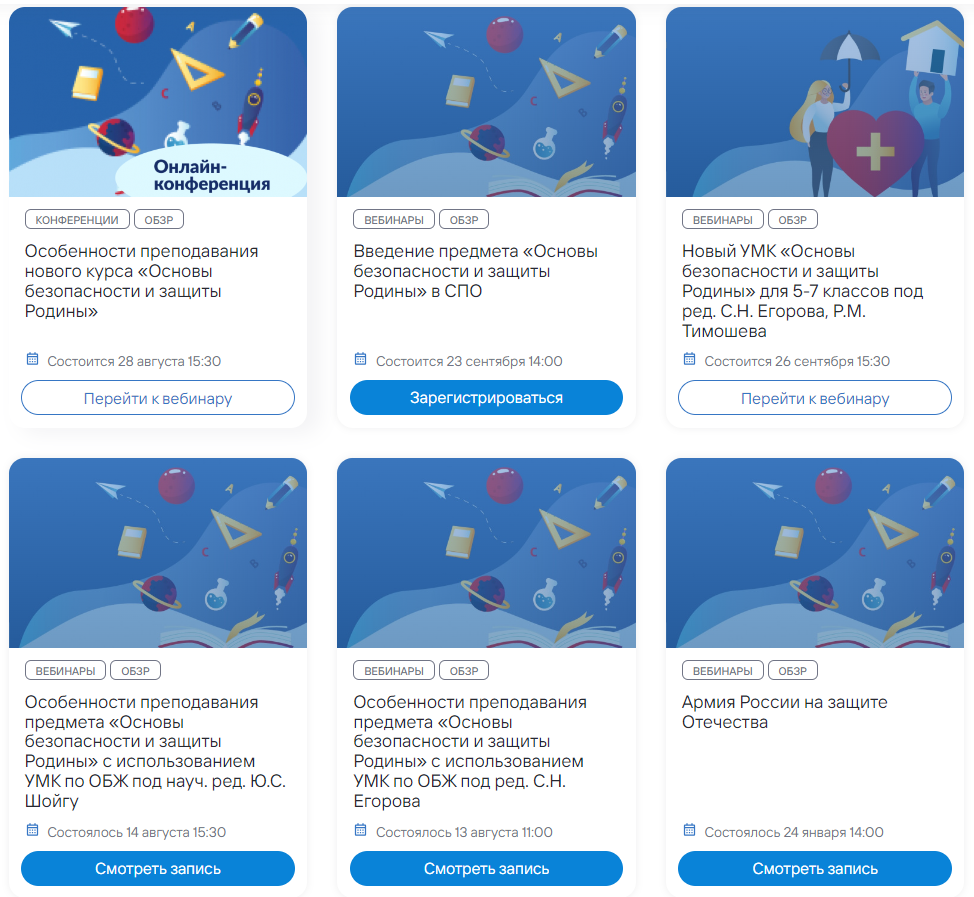 Онлайн-
конференция
КОНФЕРЕНЦИИ ОБЗР
Особенности преподавания
нового курса «Основы
безопасности и защиты
Родины»
Состоится 28 августа 15:30
Перейти к вебинару
ВЕБИНАРЫ ОБЗР
Введение предмета «Основы
безопасности и защиты
Родины» в СПО
Состоится 23 сентября 14:00
Зарегистрироваться
ВЕБИНАРЫ ОБЗР
Новый УМК «Основы
безопасности и защиты
Родины» для 5-7 классов под
ред. С.Н. Егорова, Р.М.
Тимошева
Состоится 26 сентября 15:30
Перейти к вебинару
ВЕБИНАРЫ ОБЗР
Особенности преподавания
предмета «Основы
безопасности и защиты
Родины» с использованием
УМК по ОБЖ под науч. ред. Ю.С.
Шойгу
Состоялось 14 августа 15:30
Смотреть запись
ВЕБИНАРЫ ОБЗР
Особенности преподавания
предмета «Основы
безопасности и защиты
Родины» с использованием
УМК по ОБЖ под ред. С.Н.
Егорова
Состоялось 13 августа 11:00
Смотреть запись
ВЕБИНАРЫ ОБЗР
Армия России на защите
Отечества
Состоялось 24 января 14:00
Смотреть запись